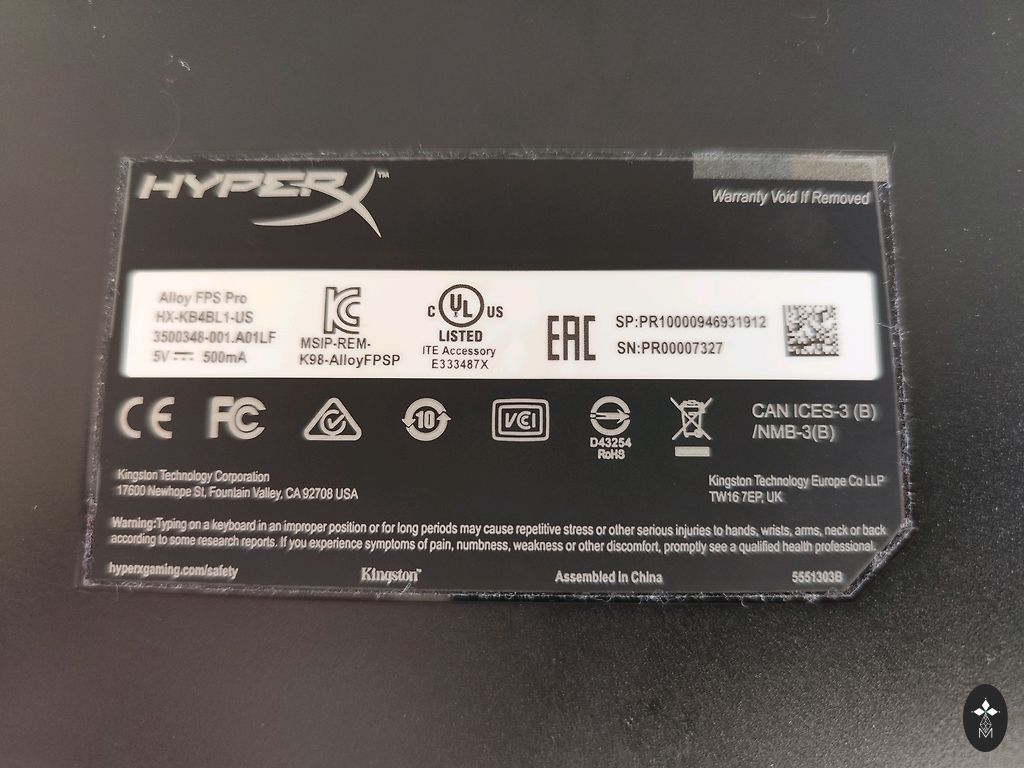 HYPERX™
Warranty Void If Removed
Alloy FPS Pro
HX-KB4BL1-US
3500348-001.A01LF
5V 500mA
MSIP-REM-
K98-AlloyFPSP
C UL US
LISTED
ITE Accessory
E333487X
EAC
SP:PR10000946931912
SN:PR00007327
CE
FC
10
VCI
D43254
RoHS
CAN ICES-3 (B)
/NMB-3(B)
Kingston Technology Corporation
17600 Newhope St, Fountain Valley, CA 92708 USA
Kingston Technology Europe Co LLP
TW16 7EP, UK
Warning:Typing on a keyboard in an improper position or for long periods may cause repetitive stress or other serious injuries to hands, wrists, arms, neck or back
according to some research reports. If you experience symptoms of pain, numbness, weakness or other discomfort, promptly see a qualified health professional.
hyperxgaming.com/safety
Kingston™
Assembled in China
5551303B
M